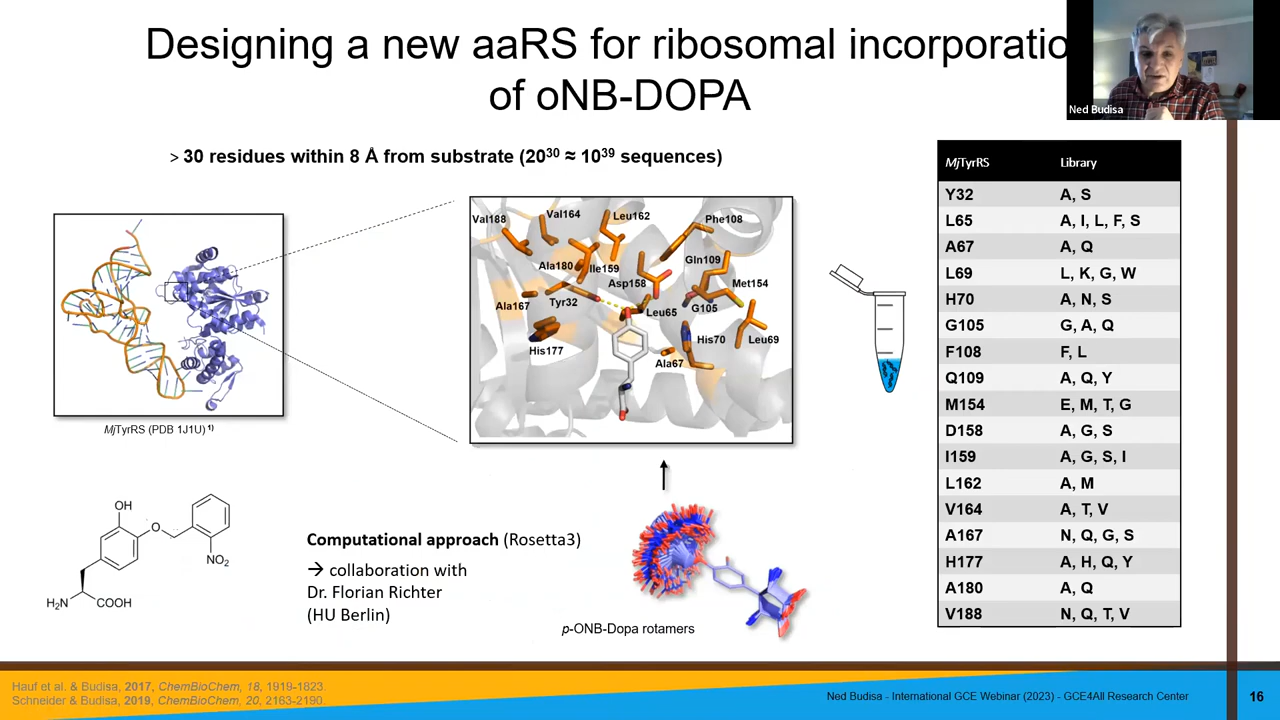 Designing a new aaRS for ribosomal incorporatio
of oNB-DOPA
Ned Budisa
> 30 residues within 8 Å from substrate (20³⁰ ≈ 10³⁹ sequences)
MjTyrRS (PDB 1J1U) ¹⁾
Val188
Val164
Leu162
Phe108
Ala180
Ile159
Gln109
Asp158
Met154
Ala167
Tyr32
Leu65
G105
His177
His70
Leu69
Ala67
MjTyrRS Library
Y32 A, S
L65 A, I, L, F, S
A67 A, Q
L69 L, K, G, W
H70 A, N, S
G105 G, A, Q
F108 F, L
Q109 A, Q, Y
M154 E, M, T, G
D158 A, G, S
I159 A, G, S, I
L162 A, M
V164 A, T, V
A167 N, Q, G, S
H177 A, H, Q, Y
A180 A, Q
V188 N, Q, T, V
OH
O
NO₂
H₂N
COOH
Computational approach (Rosetta3)
→ collaboration with
Dr. Florian Richter
(HU Berlin)
p-ONB-Dopa rotamers
Hauf et al. & Budisa, 2017, ChemBioChem, 18, 1919-1823.
Schneider & Budisa, 2019, ChemBioChem, 20, 2163-2190.
Ned Budisa - International GCE Webinar (2023) - GCE4All Research Center
16